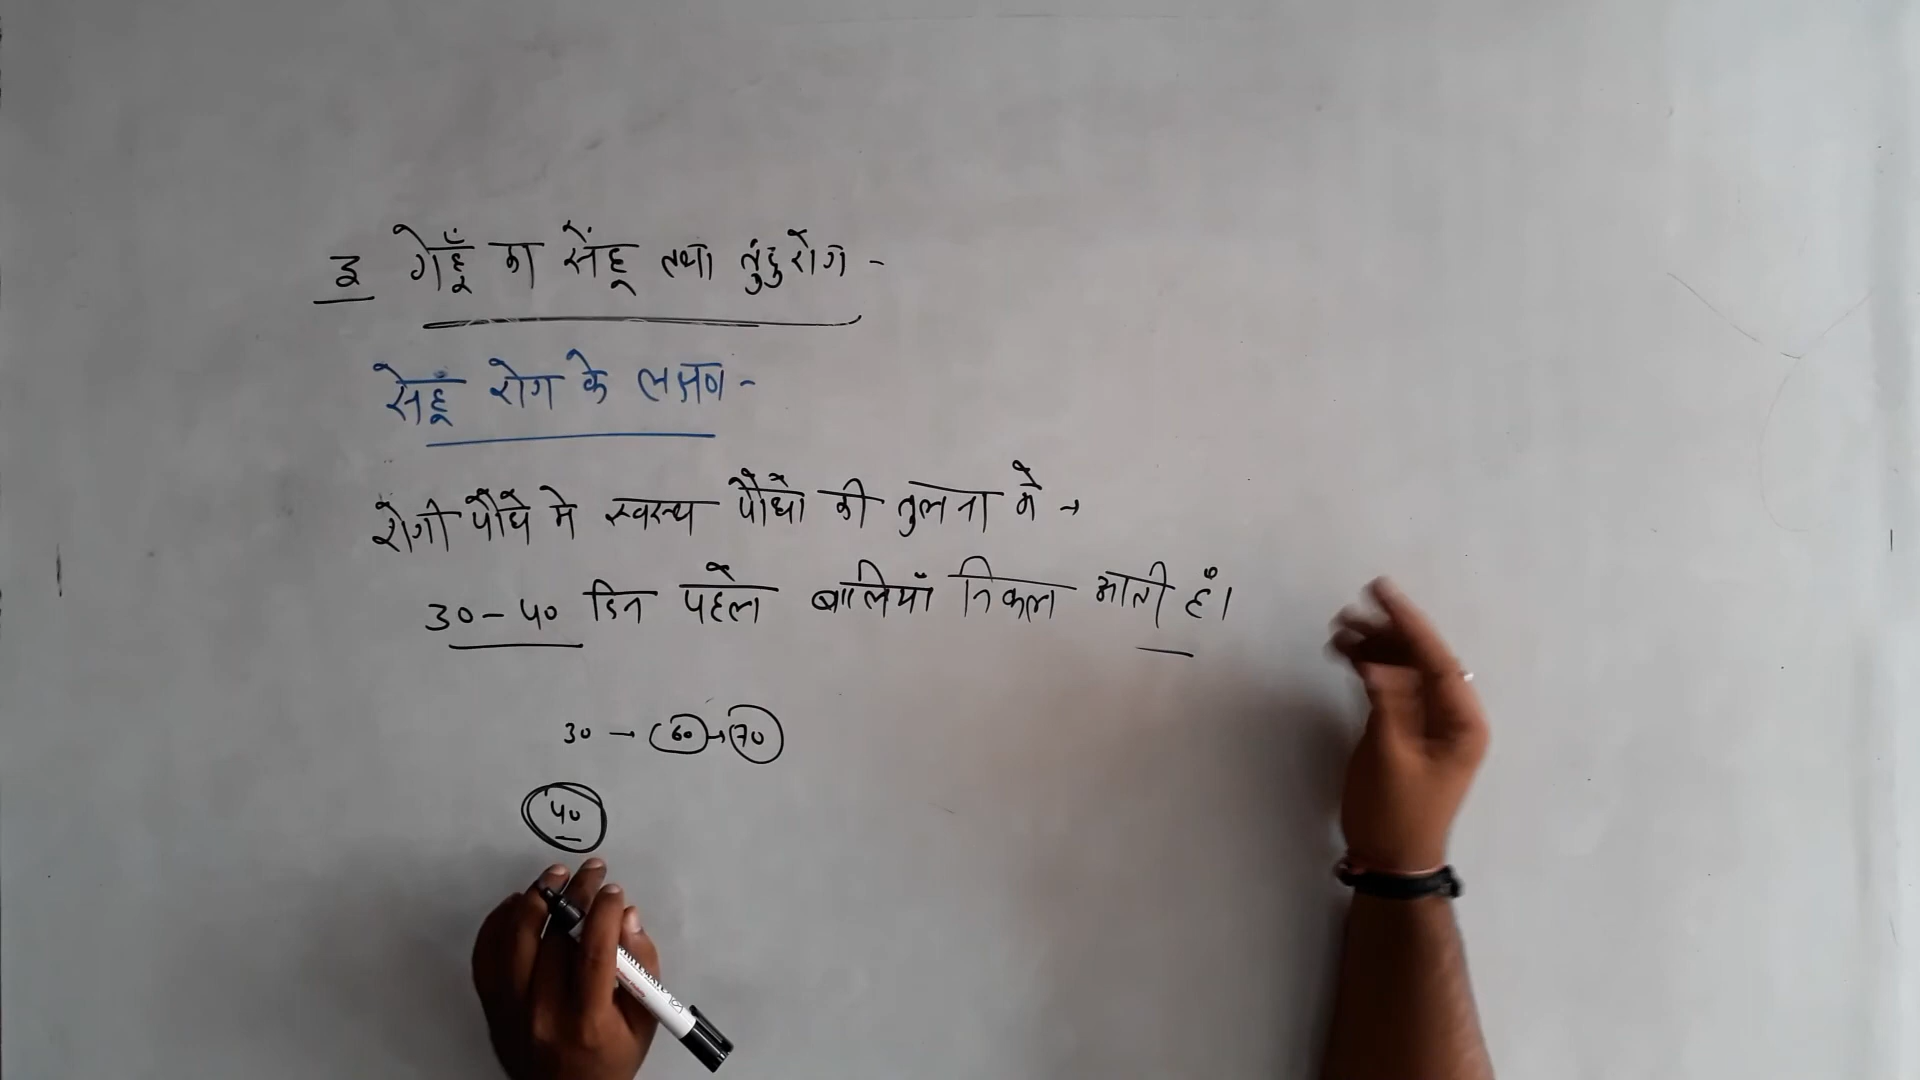 3 गेहूँ का सेंहू तथा तुंदुरोग -
सेहूँ रोग के लक्षण -
रोगी पौधे मे स्वस्थ पौधों की तुलना मे →
30 - 40 दिन पहले बालियाँ निकल आती हैं।
30 → 60 → 70
40